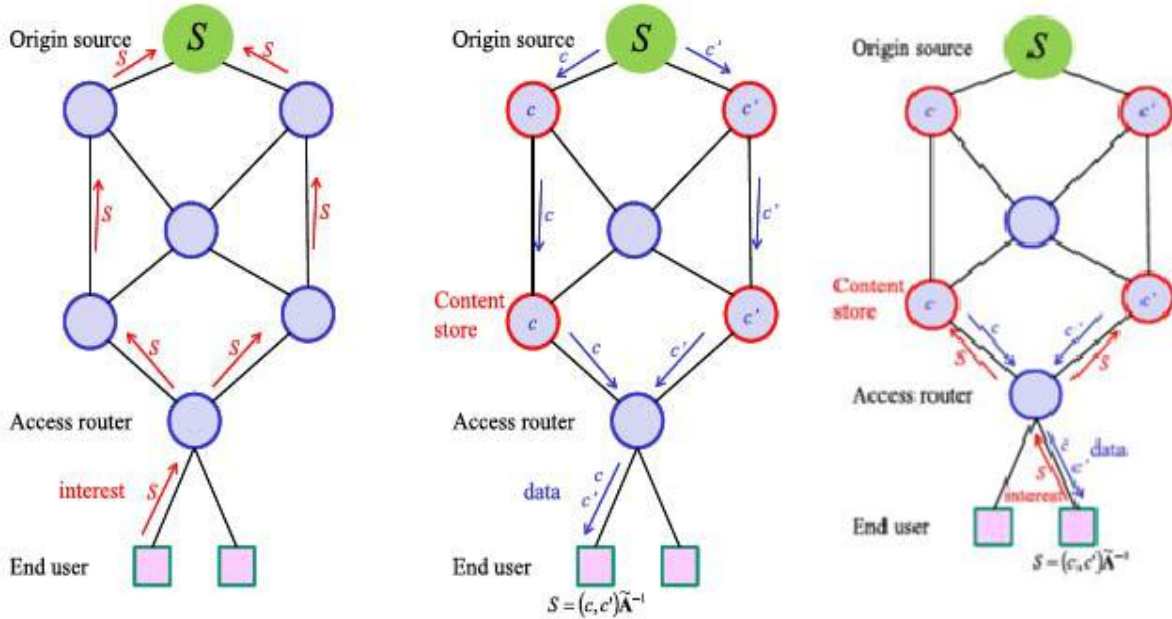 Origin source
S
S
S
S
S
S
S
interest
S
Access router
End user
Origin source
S
c
c'
c
c'
c
c'
Content
store
c
c'
c
c'
Access router
data
c
c'
End user
S = (c, c')Ã⁻¹
Origin source
S
c
c'
Content
store
c
c'
c
c'
S
S
Access router
c
c'
data
S
interest
End user
S = (c, c')Ã⁻¹